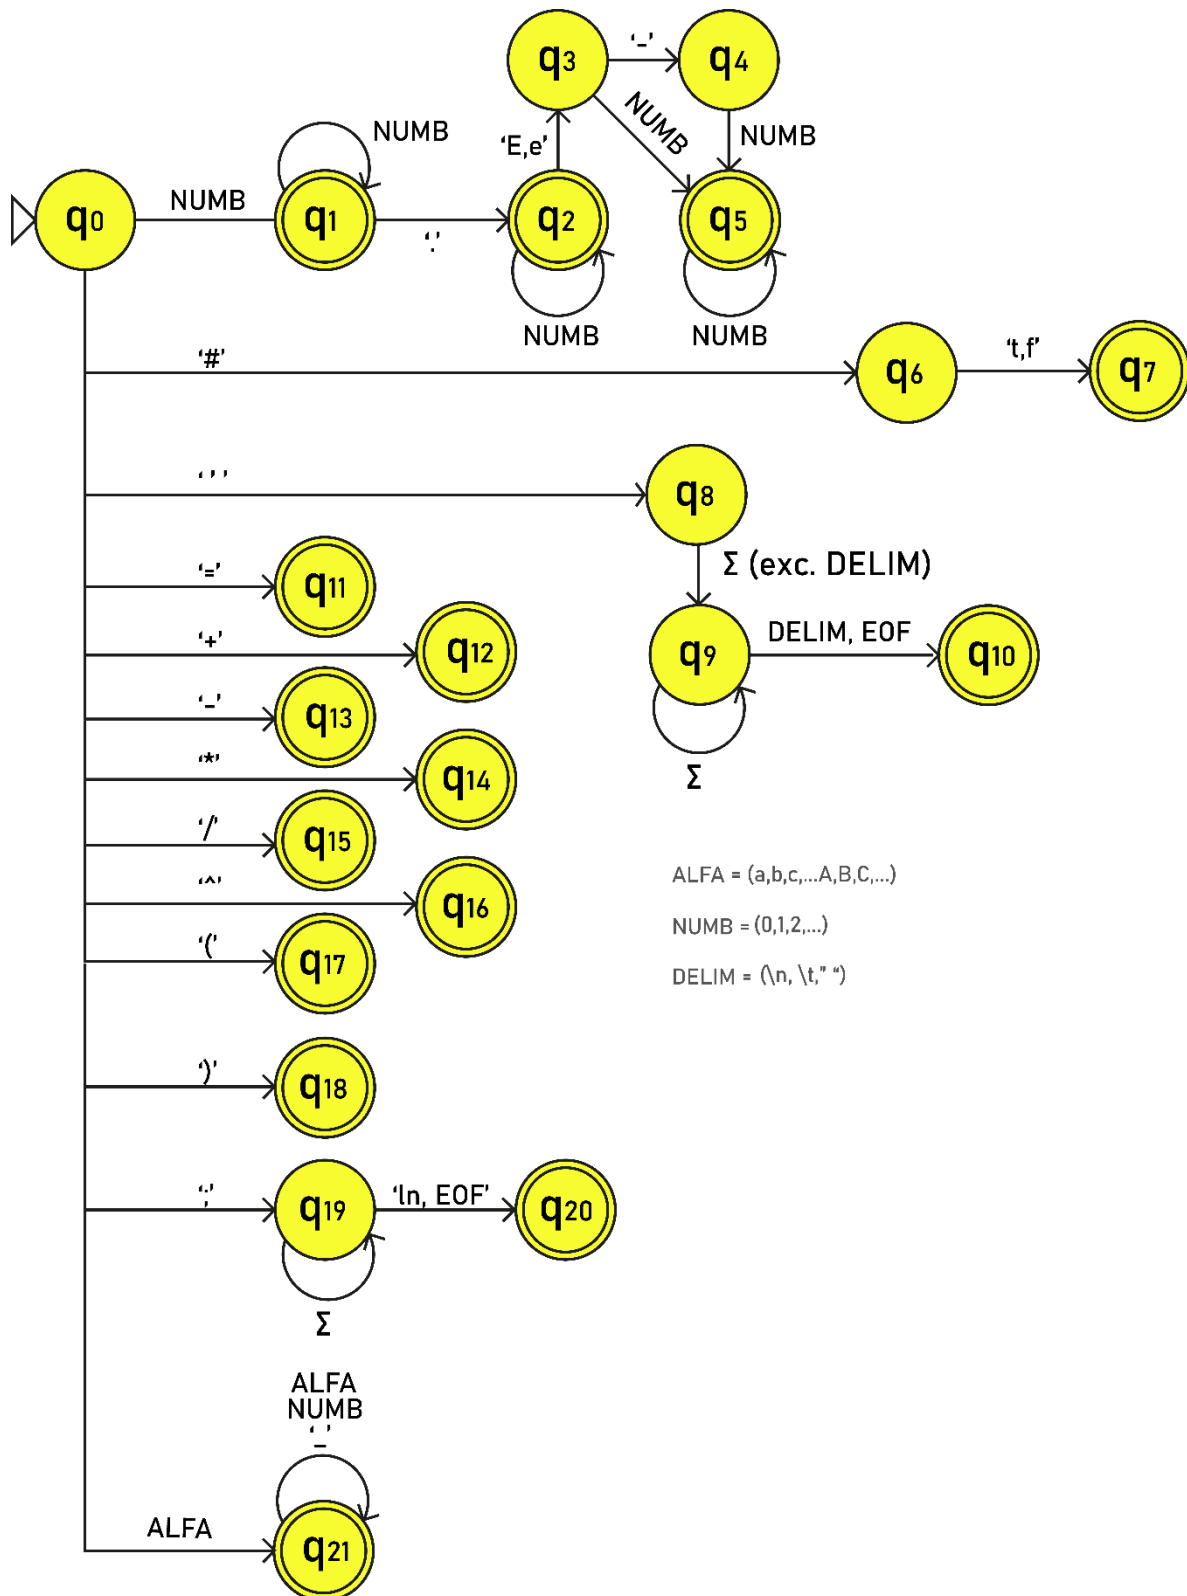 q3 '-' q4
NUMB
'E,e' NUMB NUMB
q0 NUMB q1 '.' q2 q5
NUMB NUMB
'#' q6 't,f' q7
' ' ' q8
Σ (exc. DELIM)
'=' q11
'+' q12 q9 DELIM, EOF q10
'-' q13
'*' q14 Σ
'/' q15
'^' q16
ALFA = (a,b,c,...A,B,C,...)
NUMB = (0,1,2,...)
'(' q17
DELIM = (\n, \t," ")
')' q18
';' q19 'ln, EOF' q20
Σ
ALFA
NUMB
'_'
ALFA q21